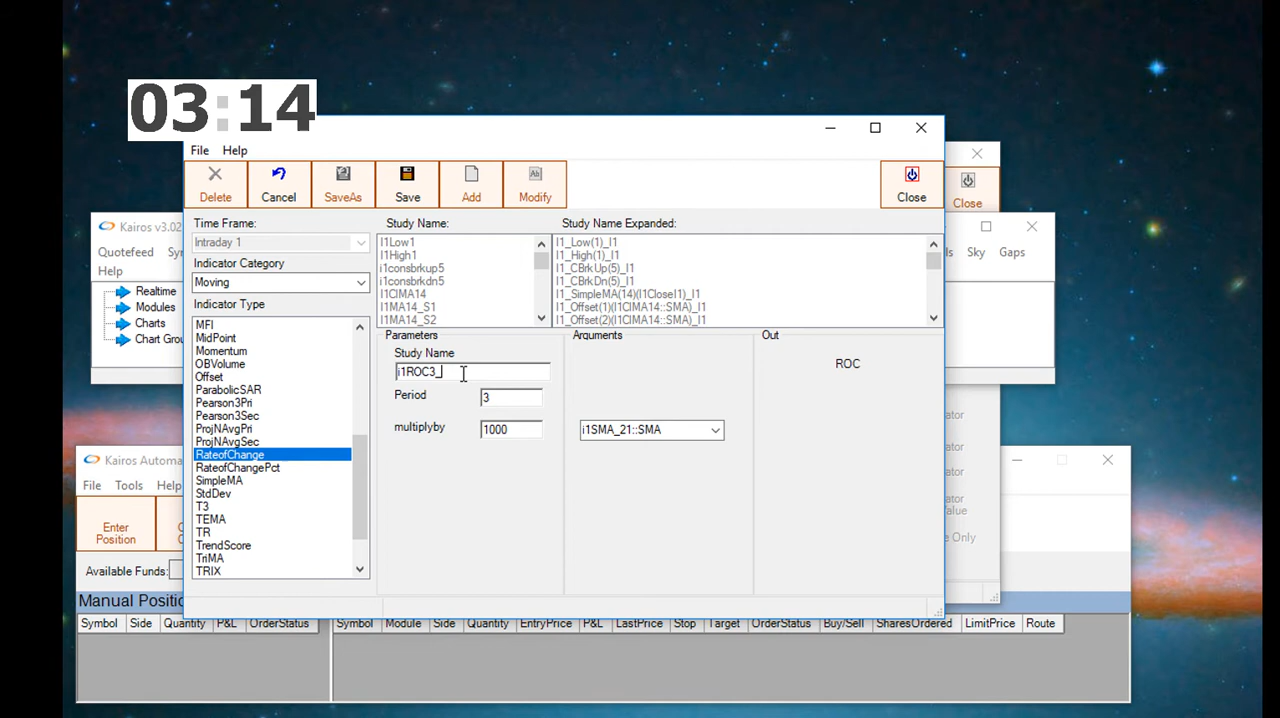 03:14
File Help
Delete Cancel SaveAs Save Add Modify Close
Close
Time Frame:
Intraday 1
Indicator Category
Moving
Indicator Type
MFI
MidPoint
Momentum
OBVolume
Offset
ParabolicSAR
Pearson3Pri
Pearson3Sec
ProjNAvgPri
ProjNAvgSec
RateofChange
RateofChangePct
SimpleMA
StdDev
T3
TEMA
TR
TrendScore
TriMA
TRIX
Study Name:
I1Low1
I1High1
i1consbrkup5
i1consbrkdn5
I1CIMA14
I1MA14_S1
I1MA14_S2
Study Name Expanded:
I1_Low(1)_I1
I1_High(1)_I1
I1_CBrkUp(5)_I1
I1_CBrkDn(5)_I1
I1_SimpleMA(14)(I1CloseI1)_I1
I1_Offset(1)(I1CIMA14::SMA)_I1
I1_Offset(2)(I1CIMA14::SMA)_I1
Parameters
Study Name
i1ROC3_
Period 3
multiplyby 1000
Arguments
i1SMA_21::SMA
Out
ROC
Kairos v3.02
Quotefeed
Sky Gaps
Help
Realtime
Modules
Charts
Kairos Automa
File Tools Help
Enter
Position
Available Funds:
Manual Positio
Symbol Side Quantity P&L OrderStatus
Symbol Module Side Quantity EntryPrice P&L LastPrice Stop Target OrderStatus Buy/Sell SharesOrdered LimitPrice Route